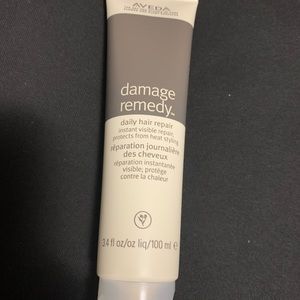 AVEDA
damage
remedy™
daily hair repair
instant visible repair,
protects from heat styling
réparation journalière
des cheveux
réparation instantanée
visible; protège
contre la chaleur
3.4 fl oz/oz liq/100 ml e